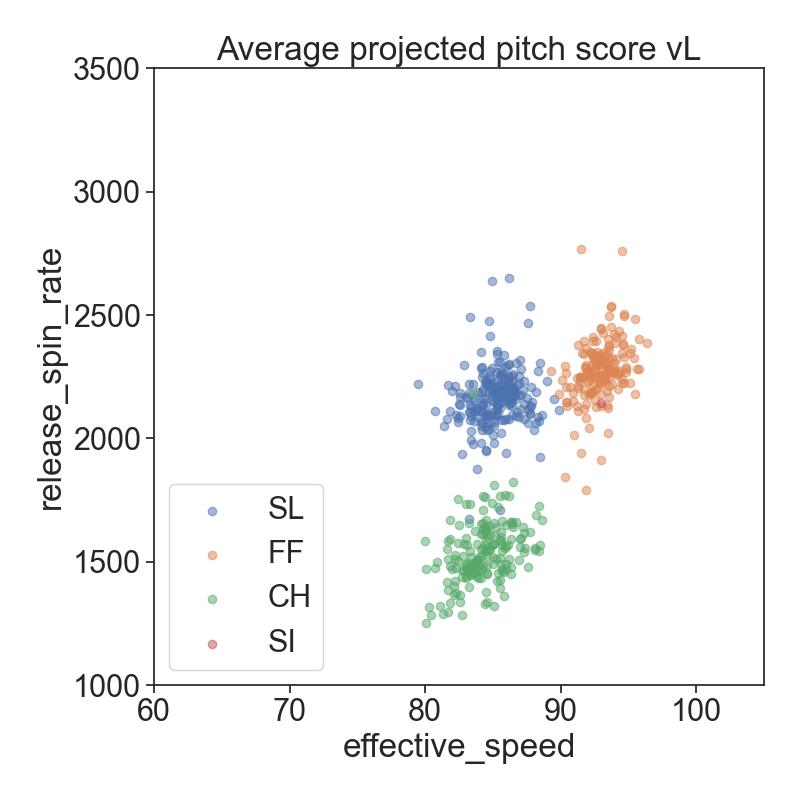 Average projected pitch score vL
3500
3000
2500
2000
1500
1000
release_spin_rate
SL
FF
CH
SI
60
70
80
90
100
effective_speed